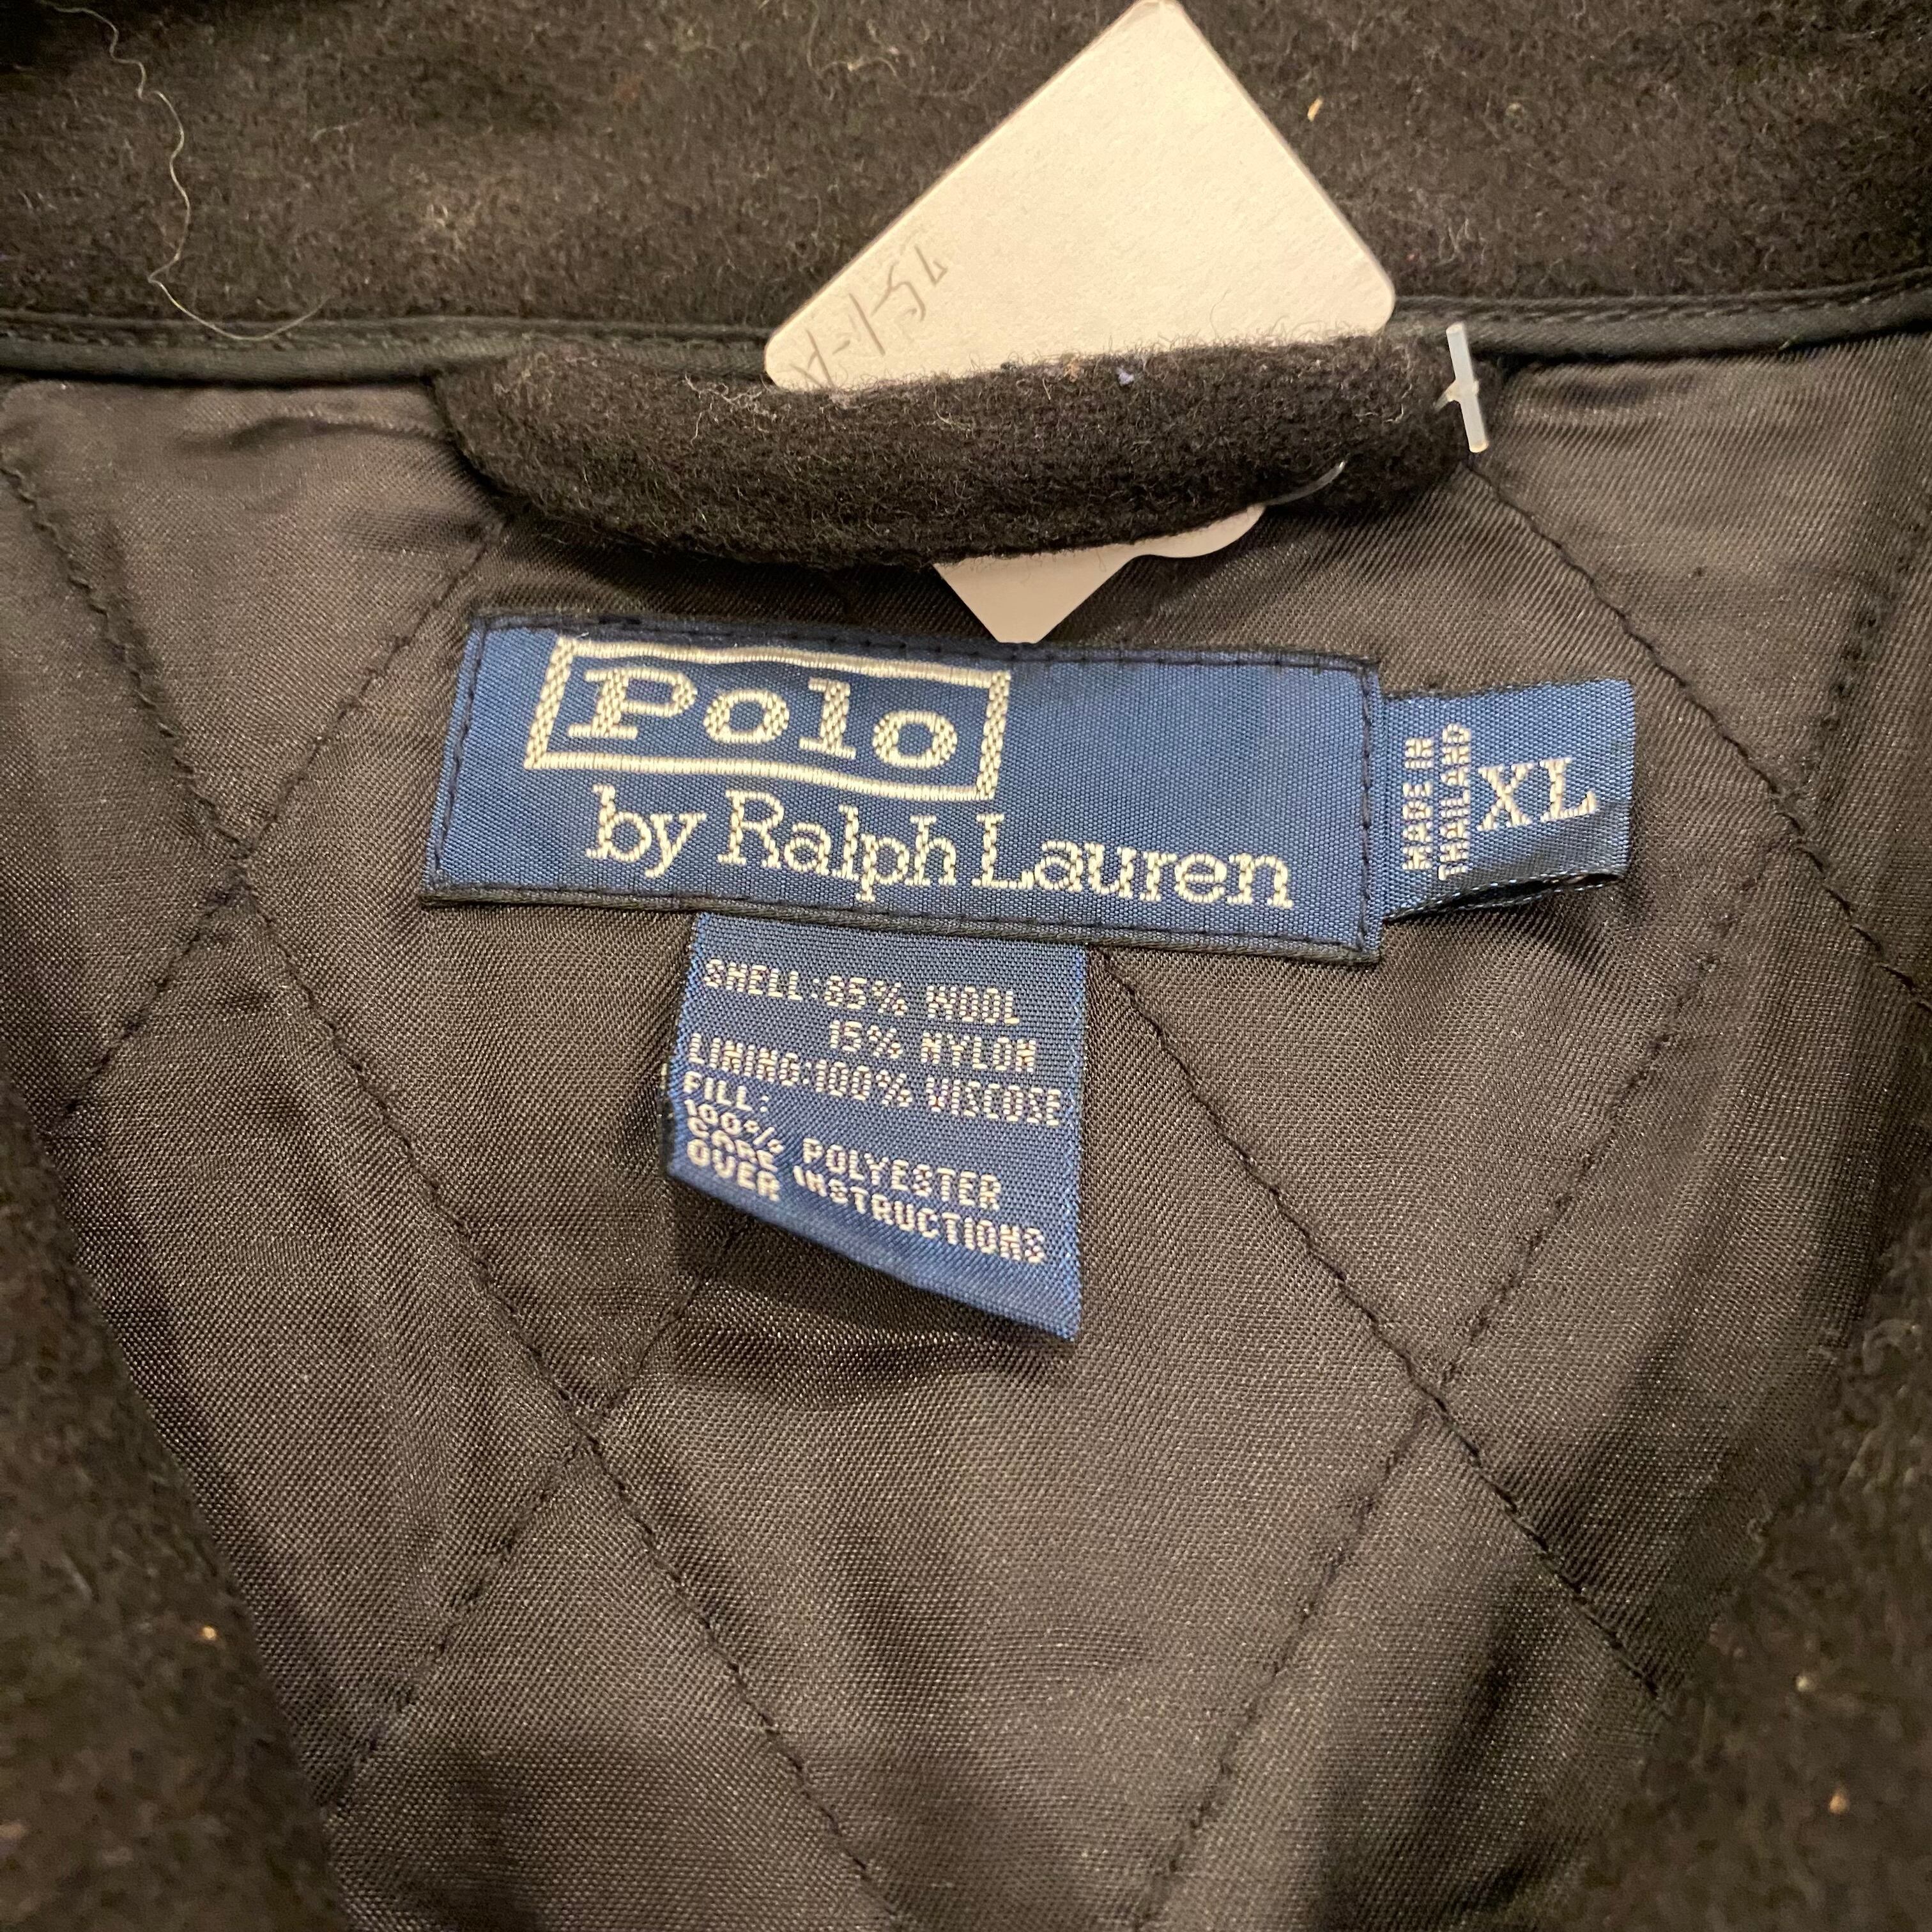 Polo
by Ralph Lauren
MADE IN
THAILAND
XL
SHELL:85% WOOL
15% NYLON
LINING:100% VISCOSE
FILL:
100% POLYESTER
CARE INSTRUCTIONS
OVER